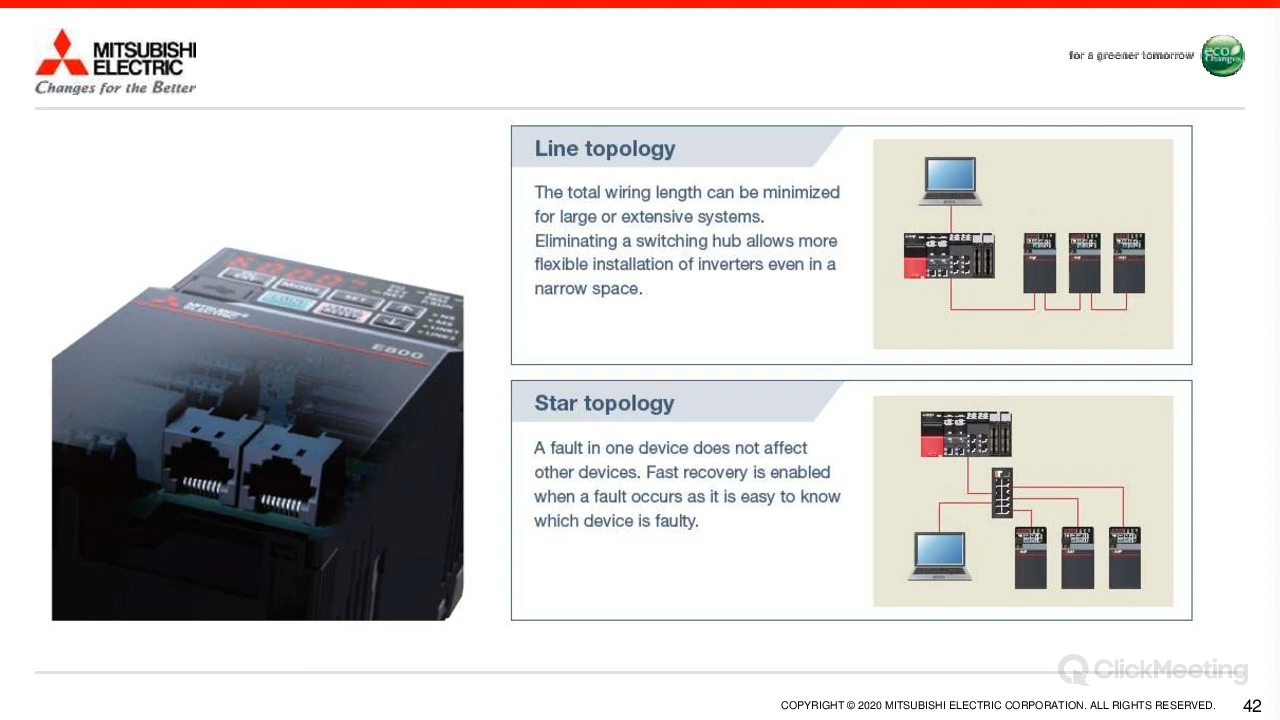 MITSUBISHI
ELECTRIC
Changes for the Better
for a greener tomorrow
eco
Changes
Line topology
The total wiring length can be minimized
for large or extensive systems.
Eliminating a switching hub allows more
flexible installation of inverters even in a
narrow space.
MODE
SET
MITSUBISHI
ELECTRIC
E800
Star topology
A fault in one device does not affect
other devices. Fast recovery is enabled
when a fault occurs as it is easy to know
which device is faulty.
ClickMeeting
COPYRIGHT © 2020 MITSUBISHI ELECTRIC CORPORATION. ALL RIGHTS RESERVED.
42